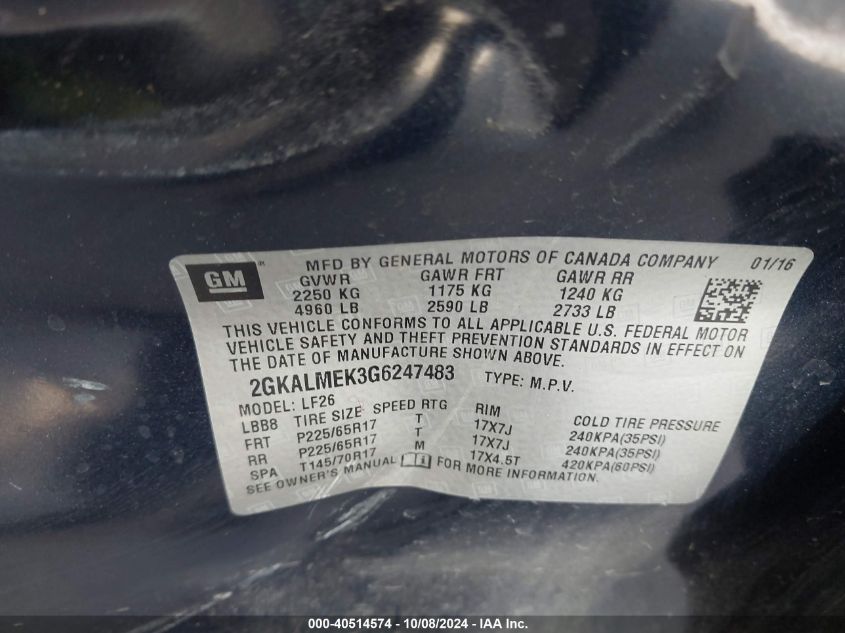 GM
MFD BY GENERAL MOTORS OF CANADA COMPANY 01/16
GVWR GAWR FRT GAWR RR
2250 KG 1175 KG 1240 KG
4960 LB 2590 LB 2733 LB
THIS VEHICLE CONFORMS TO ALL APPLICABLE U.S. FEDERAL MOTOR
VEHICLE SAFETY AND THEFT PREVENTION STANDARDS IN EFFECT ON
THE DATE OF MANUFACTURE SHOWN ABOVE.
2GKALMEK3G6247483 TYPE: M.P.V.
MODEL: LF26
LBB8 TIRE SIZE SPEED RTG RIM COLD TIRE PRESSURE
FRT P225/65R17 T 17X7J 240KPA(35PSI)
RR P225/65R17 T 17X7J 240KPA(35PSI)
SPA T145/70R17 M 17X4.5T 420KPA(60PSI)
SEE OWNER'S MANUAL FOR MORE INFORMATION.
000-40514574 - 10/08/2024 - IAA Inc.